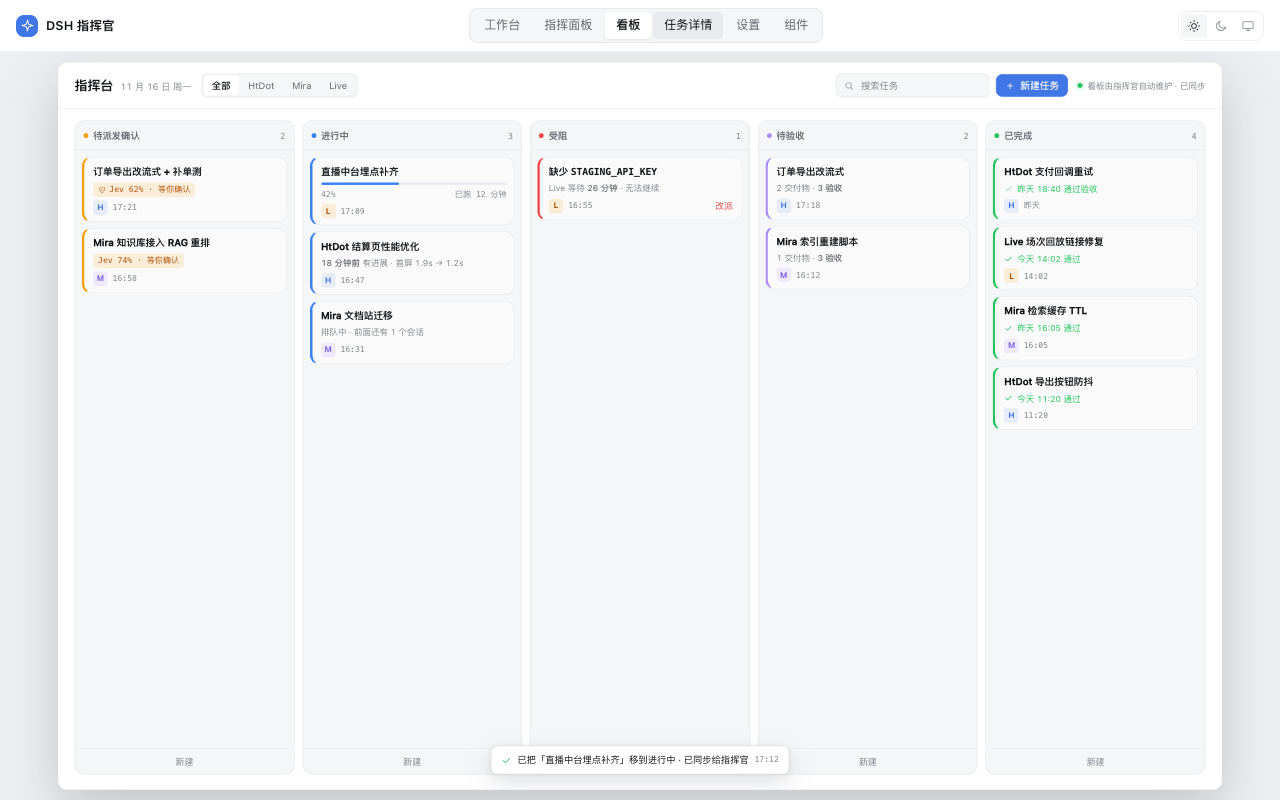 DSH 指挥官
工作台 指挥面板 看板 任务详情 设置 组件
指挥台 11 月 16 日 周一 全部 HtDot Mira Live
搜索任务
+ 新建任务
看板由指挥官自动维护 · 已同步
待派发确认 2
订单导出改流式 + 补单测
Jev 62% · 等你确认
H 17:21
Mira 知识库接入 RAG 重排
Jev 74% · 等你确认
M 16:58
新建
进行中 3
直播中台埋点补齐
42% 已跑 12 分钟
L 17:09
HtDot 结算页性能优化
18 分钟前 有进展 · 首屏 1.9s → 1.2s
H 16:47
Mira 文档站迁移
排队中 · 前面还有 1 个会话
M 16:31
新建
受阻 1
缺少 STAGING_API_KEY
Live 等待 26 分钟 · 无法继续
L 16:55 改派
待验收 2
订单导出改流式
2 交付物 · 3 验收
H 17:18
Mira 索引重建脚本
1 交付物 · 3 验收
M 16:12
新建
已完成 4
HtDot 支付回调重试
昨天 18:40 通过验收
H 昨天
Live 场次回放链接修复
今天 14:02 通过
L 14:02
Mira 检索缓存 TTL
昨天 16:05 通过
M 16:05
HtDot 导出按钮防抖
今天 11:20 通过
H 11:20
新建
已把「直播中台埋点补齐」移到进行中 · 已同步给指挥官 17:12